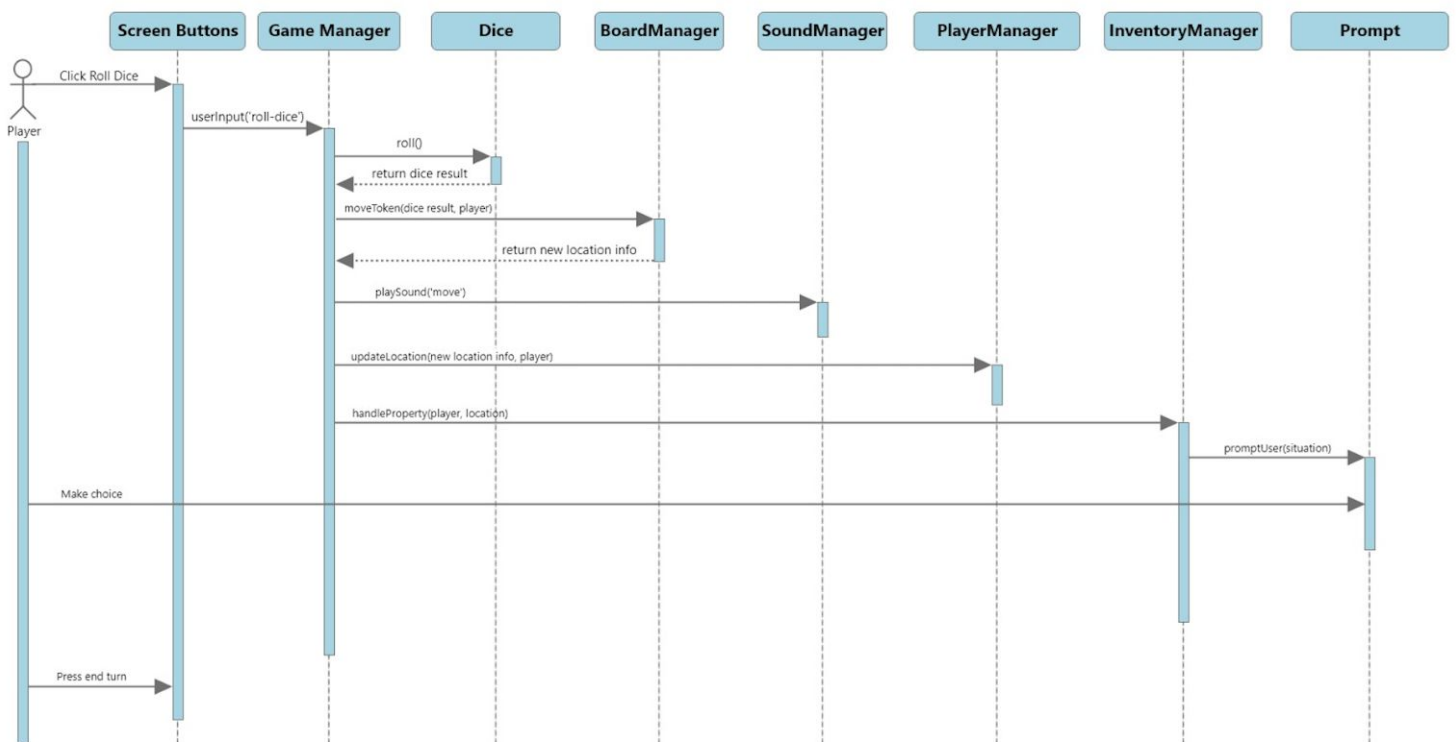 Screen Buttons
Game Manager
Dice
BoardManager
SoundManager
PlayerManager
InventoryManager
Prompt
Click Roll Dice
Player
userInput('roll-dice')
roll()
return dice result
moveToken(dice result, player)
return new location info
playSound('move')
updateLocation(new location info, player)
handleProperty(player, location)
promptUser(situation)
Make choice
Press end turn